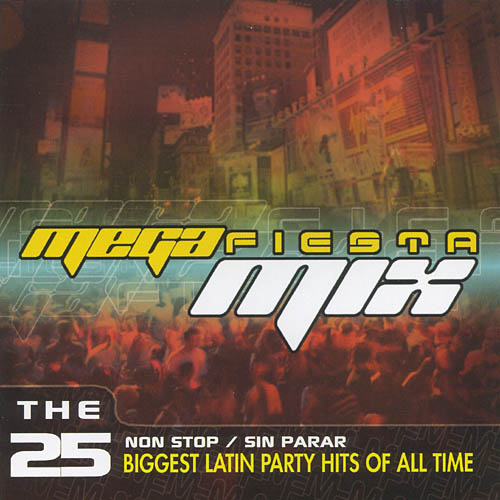 mega FIESTA
mix
THE
25
NON STOP / SIN PARAR
BIGGEST LATIN PARTY HITS OF ALL TIME